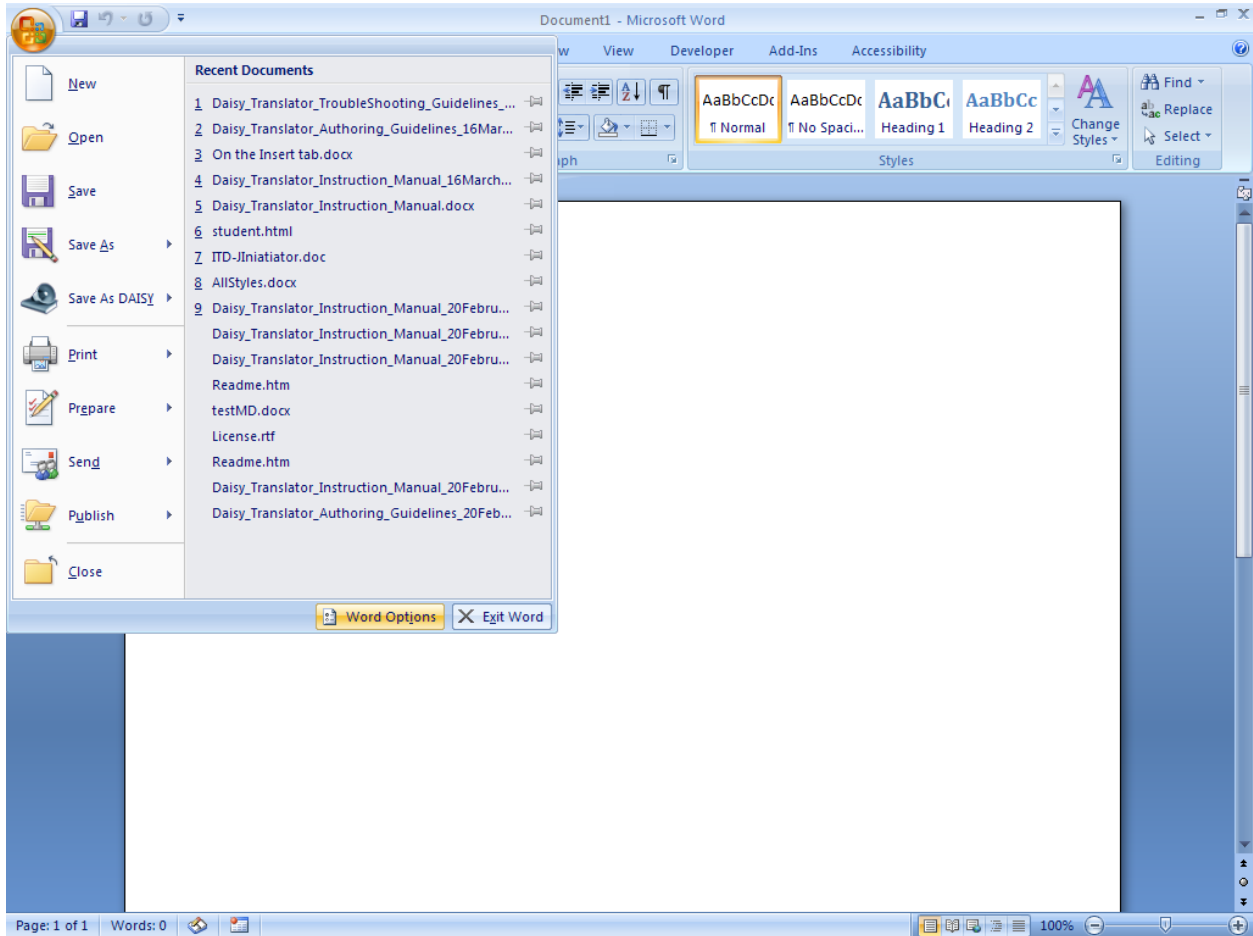 Document1 - Microsoft Word
w View Developer Add-Ins Accessibility
New
Open
Save
Save As
Save As DAISY
Print
Prepare
Send
Publish
Close
Recent Documents
1 Daisy_Translator_TroubleShooting_Guidelines_...
2 Daisy_Translator_Authoring_Guidelines_16Mar...
3 On the Insert tab.docx
4 Daisy_Translator_Instruction_Manual_16March...
5 Daisy_Translator_Instruction_Manual.docx
6 student.html
7 ITD-JIniatiator.doc
8 AllStyles.docx
9 Daisy_Translator_Instruction_Manual_20Febru...
Daisy_Translator_Instruction_Manual_20Febru...
Daisy_Translator_Instruction_Manual_20Febru...
Readme.htm
testMD.docx
License.rtf
Readme.htm
Daisy_Translator_Instruction_Manual_20Febru...
Daisy_Translator_Authoring_Guidelines_20Feb...
Word Options Exit Word
AaBbCcDc AaBbCcDc AaBbC AaBbCc
¶ Normal ¶ No Spaci... Heading 1 Heading 2
Change
Styles
Find
Replace
Select
aph Styles Editing
Page: 1 of 1 Words: 0 100%